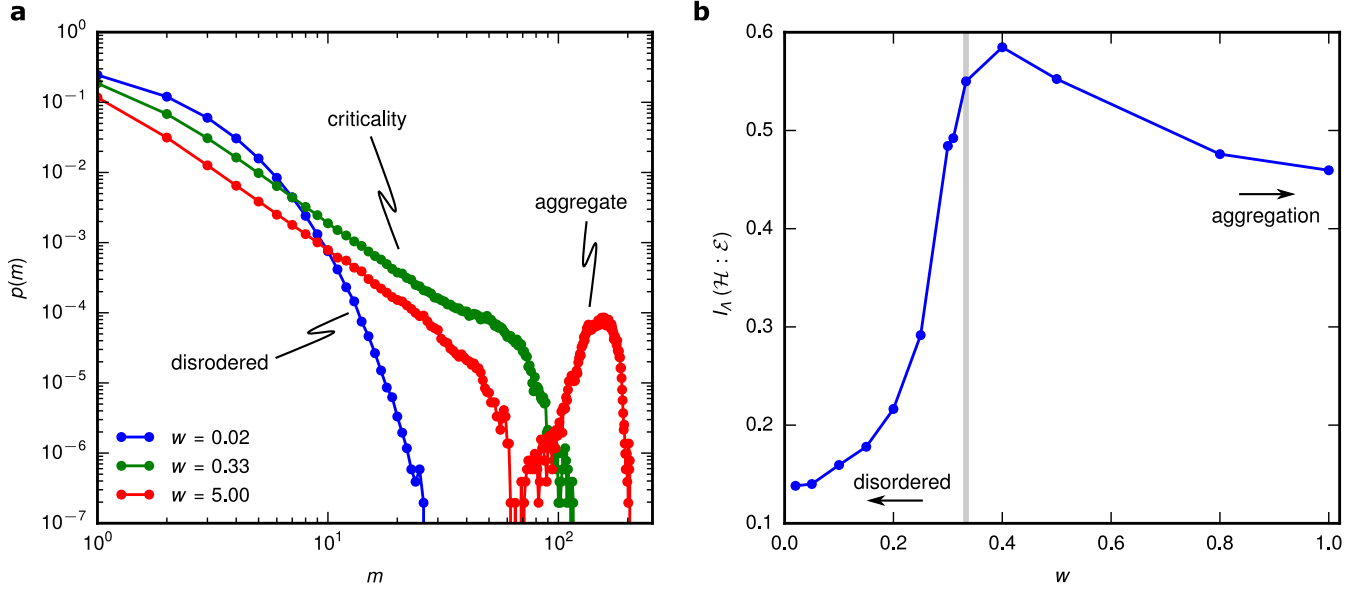 a
10^0
10^-1
10^-2
10^-3
10^-4
10^-5
10^-6
10^-7
p(m)
criticality
aggregate
disrodered
w = 0.02
w = 0.33
w = 5.00
10^0
10^1
10^2
m
b
0.6
0.5
0.4
0.3
0.2
0.1
I_Λ (ℋ : ℰ)
aggregation
disordered
0.0
0.2
0.4
0.6
0.8
1.0
w